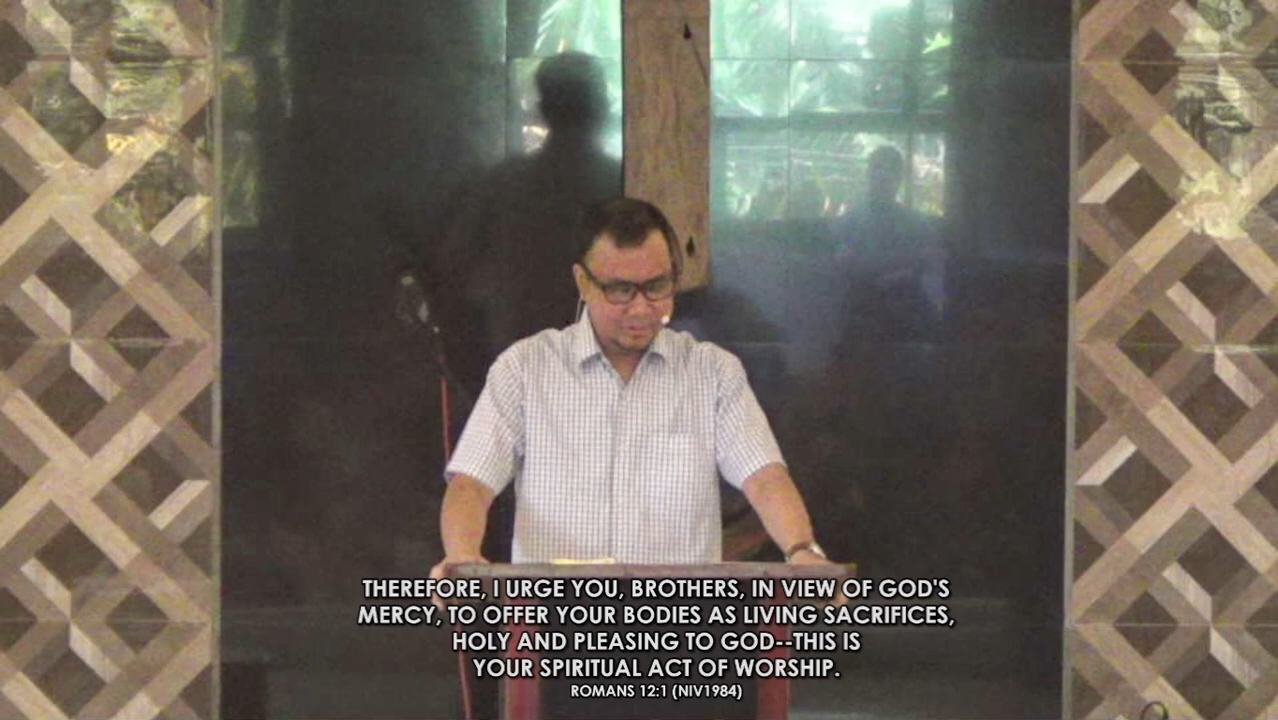 THEREFORE, I URGE YOU, BROTHERS, IN VIEW OF GOD'S
MERCY, TO OFFER YOUR BODIES AS LIVING SACRIFICES,
HOLY AND PLEASING TO GOD--THIS IS
YOUR SPIRITUAL ACT OF WORSHIP.
ROMANS 12:1 (NIV1984)